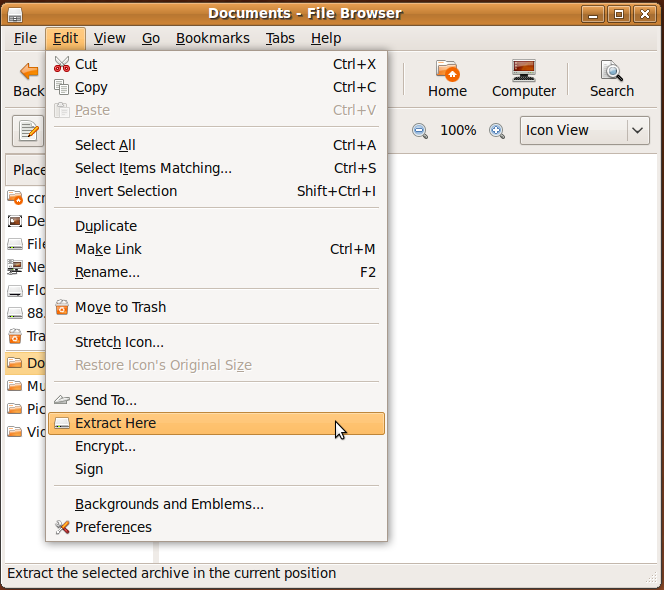 Documents - File Browser
File Edit View Go Bookmarks Tabs Help
Back Home Computer Search
100% Icon View
Cut Ctrl+X
Copy Ctrl+C
Paste Ctrl+V
Select All Ctrl+A
Select Items Matching... Ctrl+S
Invert Selection Shift+Ctrl+I
Duplicate
Make Link Ctrl+M
Rename... F2
Move to Trash
Stretch Icon...
Restore Icon's Original Size
Send To...
Extract Here
Encrypt...
Sign
Backgrounds and Emblems...
Preferences
Place
ccr
De
File
Ne
Flo
88.
Tra
Do
Mu
Pic
Vic
Extract the selected archive in the current position